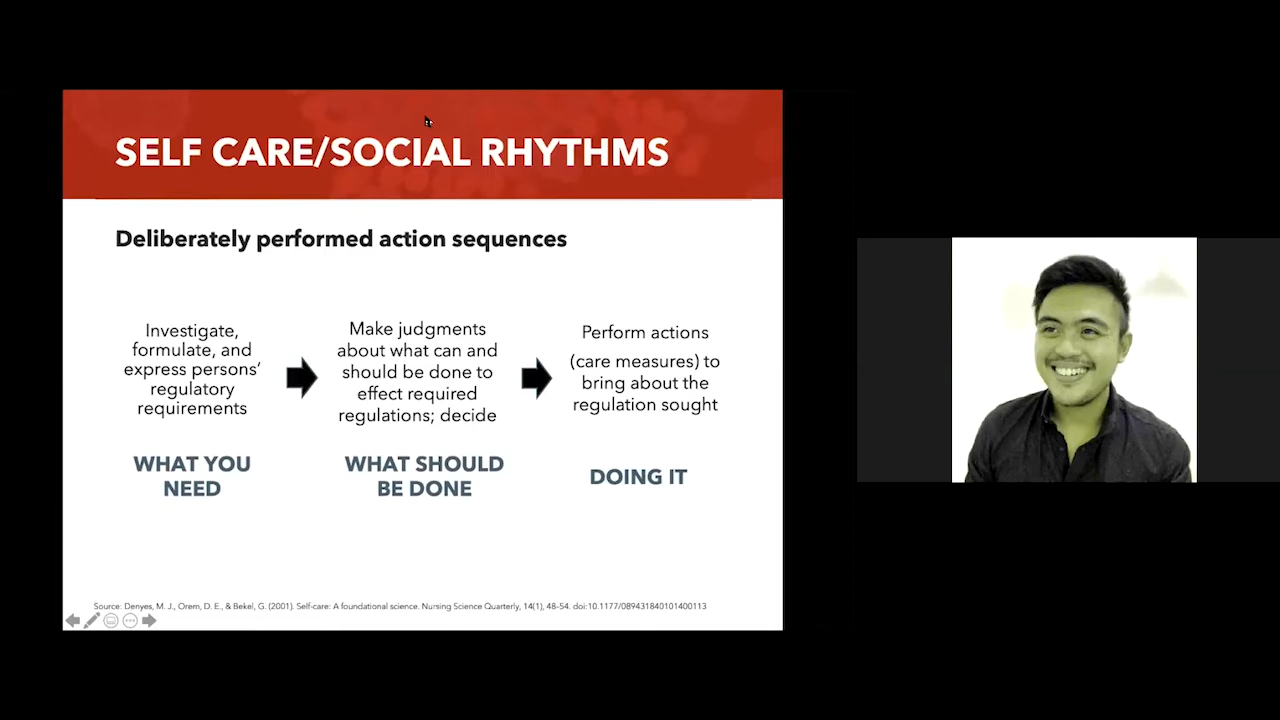 SELF CARE/SOCIAL RHYTHMS
Deliberately performed action sequences
Investigate,
formulate, and
express persons’
regulatory
requirements
WHAT YOU
NEED
Make judgments
about what can and
should be done to
effect required
regulations; decide
WHAT SHOULD
BE DONE
Perform actions
(care measures) to
bring about the
regulation sought
DOING IT
Source: Denyes, M. J., Orem, D. E., & Bekel, G. (2001). Self-care: A foundational science. Nursing Science Quarterly, 14(1), 48-54. doi:10.1177/089431840101400113